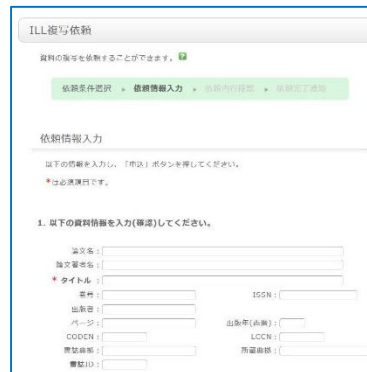 ILL複写依頼
資料の複写を依頼することができます。
依頼条件選択 ▸ 依頼情報入力 ▸ 依頼内容確認 ▸ 依頼完了通知
依頼情報入力
以下の情報を入力し、「申込」ボタンを押してください。
*は必須項目です。
1. 以下の資料情報を入力(確認)してください。
論文名:
論文著者名:
* タイトル :
巻号: ISSN:
出版者:
ページ: 出版年(西暦):
CODEN: LCCN:
所蔵曲部:
書誌ID: